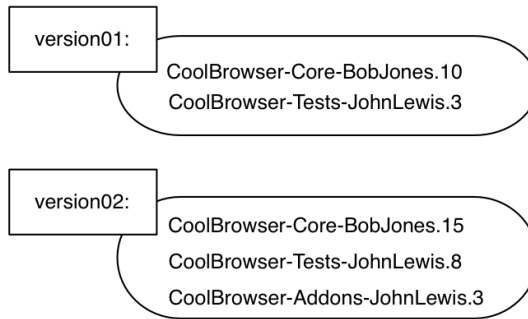 version01:
CoolBrowser-Core-BobJones.10
CoolBrowser-Tests-JohnLewis.3
version02:
CoolBrowser-Core-BobJones.15
CoolBrowser-Tests-JohnLewis.8
CoolBrowser-Addons-JohnLewis.3